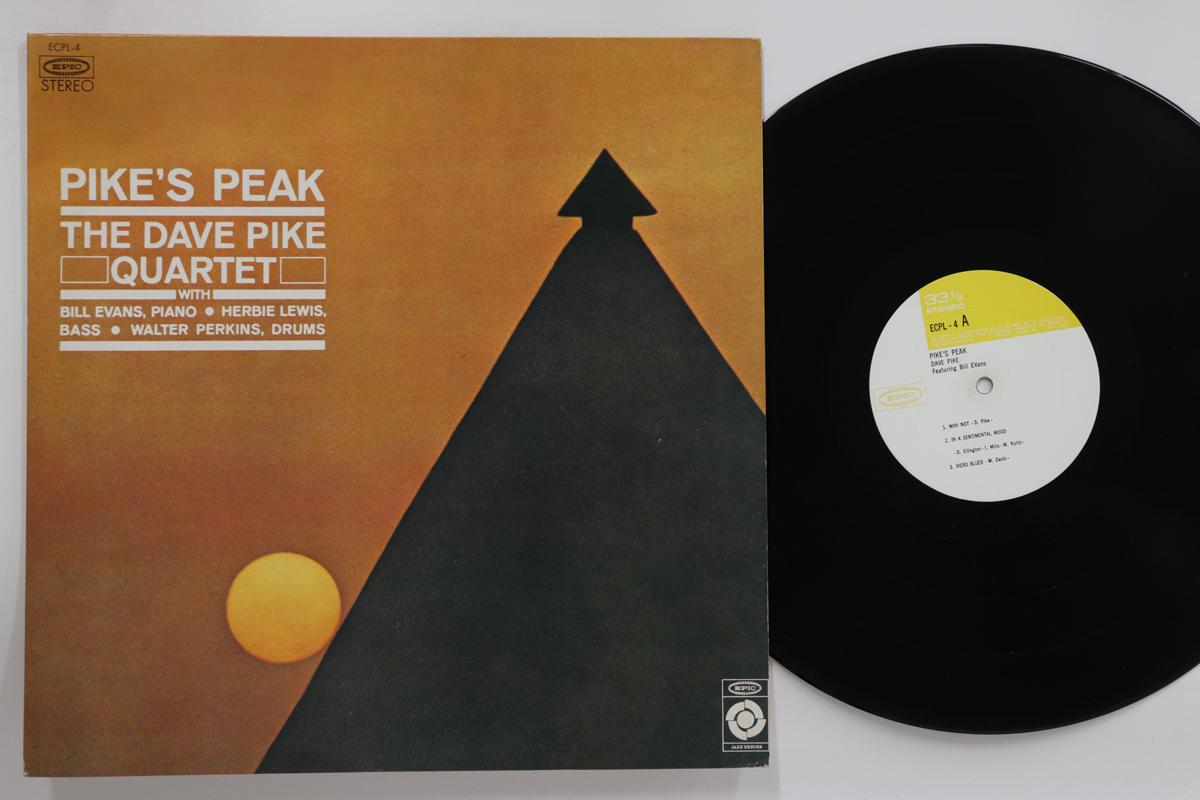 ECPL-4
EPIC
STEREO
PIKE'S PEAK
THE DAVE PIKE
QUARTET
WITH
BILL EVANS, PIANO • HERBIE LEWIS,
BASS • WALTER PERKINS, DRUMS
EPIC
JAZZ SERIES
33 1/3
STEREO
ECPL-4 A
PIKE'S PEAK
DAVE PIKE
Featuring Bill EVans
EPIC
1. WHY NOT -D. Pike-
2. IN A SENTIMENTAL MOOD
-D. Ellington-I. Mills-M. Kurtz-
3. VIERD BLUES -M. Davis-